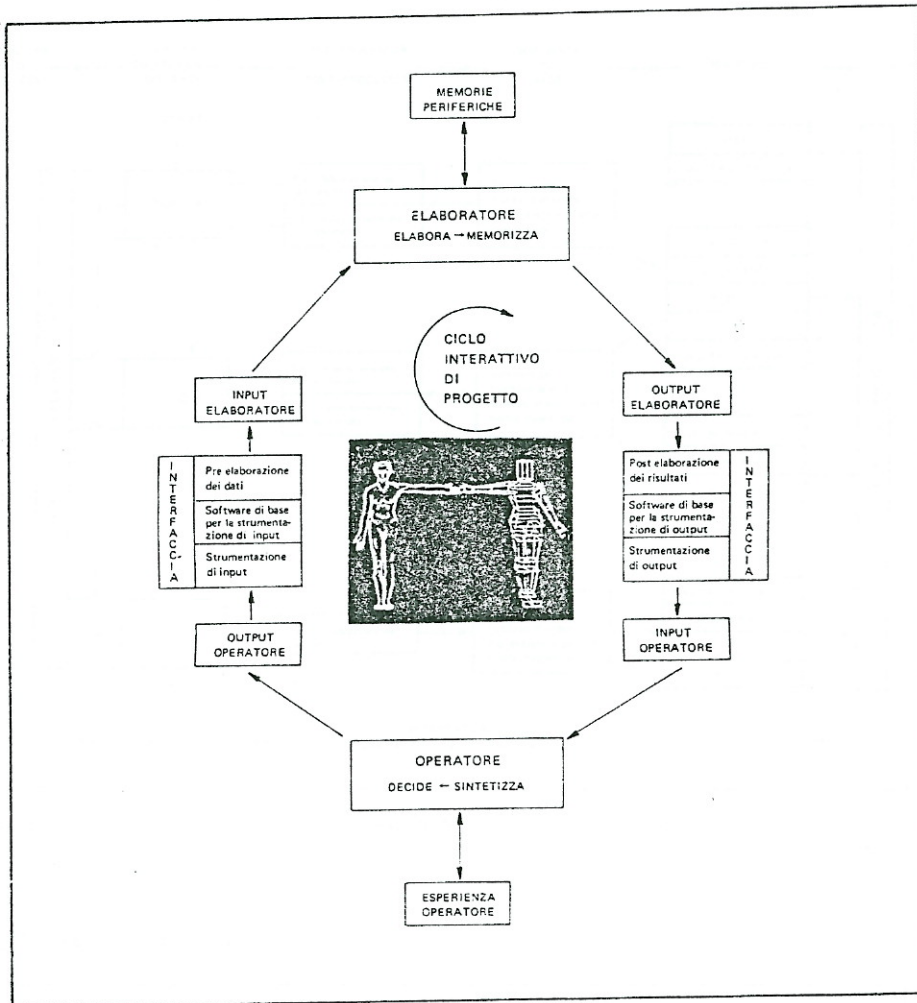 MEMORIE
PERIFERICHE
ELABORATORE
ELABORA → MEMORIZZA
CICLO
INTERATTIVO
DI
PROGETTO
INPUT
ELABORATORE
OUTPUT
ELABORATORE
INTERFACCIA
Pre elaborazione
dei dati
Software di base
per la strumenta-
zione di input
Strumentazione
di input
Post elaborazione
dei risultati
Software di base
per la strumenta-
zione di output
Strumentazione
di output
INTERFACCIA
OUTPUT
OPERATORE
INPUT
OPERATORE
OPERATORE
DECIDE ← SINTETIZZA
ESPERIENZA
OPERATORE